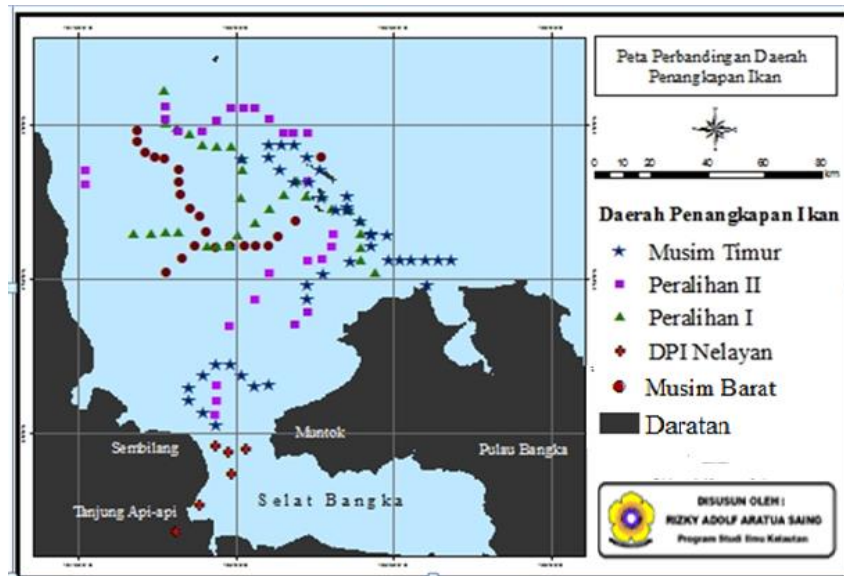 Peta Perbandingan Daerah
Penangkapan Ikan
0 10 20 40 60 80
km
Daerah Penangkapan Ikan
Musim Timur
Peralihan II
Peralihan I
DPI Nelayan
Musim Barat
Daratan
Sembilang
Muntok
Pulau Bangka
Selat Bangka
Tanjung Api-api
DISUSUN OLEH :
RIZKY ADOLF ARATUA SAING
Program Studi Ilmu Kelautan